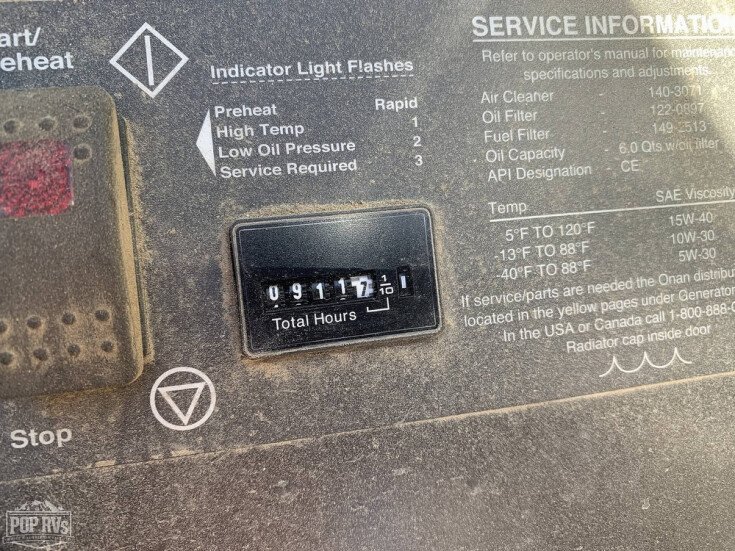 art/
reheat
Indicator Light Flashes
Preheat Rapid
High Temp 1
Low Oil Pressure 2
Service Required 3
0 9 1 1 7 1/10
Total Hours
Stop
SERVICE INFORMATION
Refer to operator's manual for maintenanc
specifications and adjustments.
Air Cleaner - 140-3071
Oil Filter - 122-0897
Fuel Filter - 149- 513
Oil Capacity - 6.0 Qts w/oil filter
API Designation - CE
Temp SAE Viscosity
5°F TO 120°F 15W-40
-13°F TO 88°F 10W-30
-40°F TO 88°F 5W-30
If service/parts are needed the Onan distribut
located in the yellow pages under Generator
In the USA or Canada call 1-800-888-
Radiator cap inside door
POP RVs